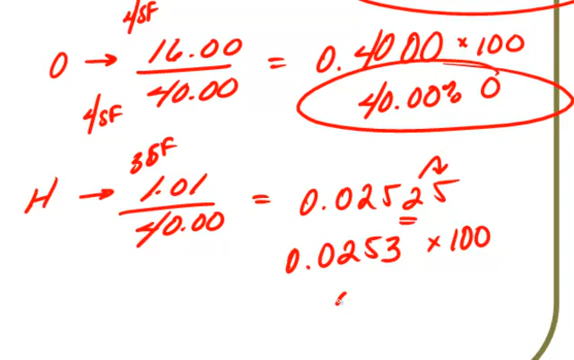 4SF
O → 16.00 / 40.00 = 0.4000 × 100
4SF
40.00% O
3SF
H → 1.01 / 40.00 = 0.02525
0.0253 × 100